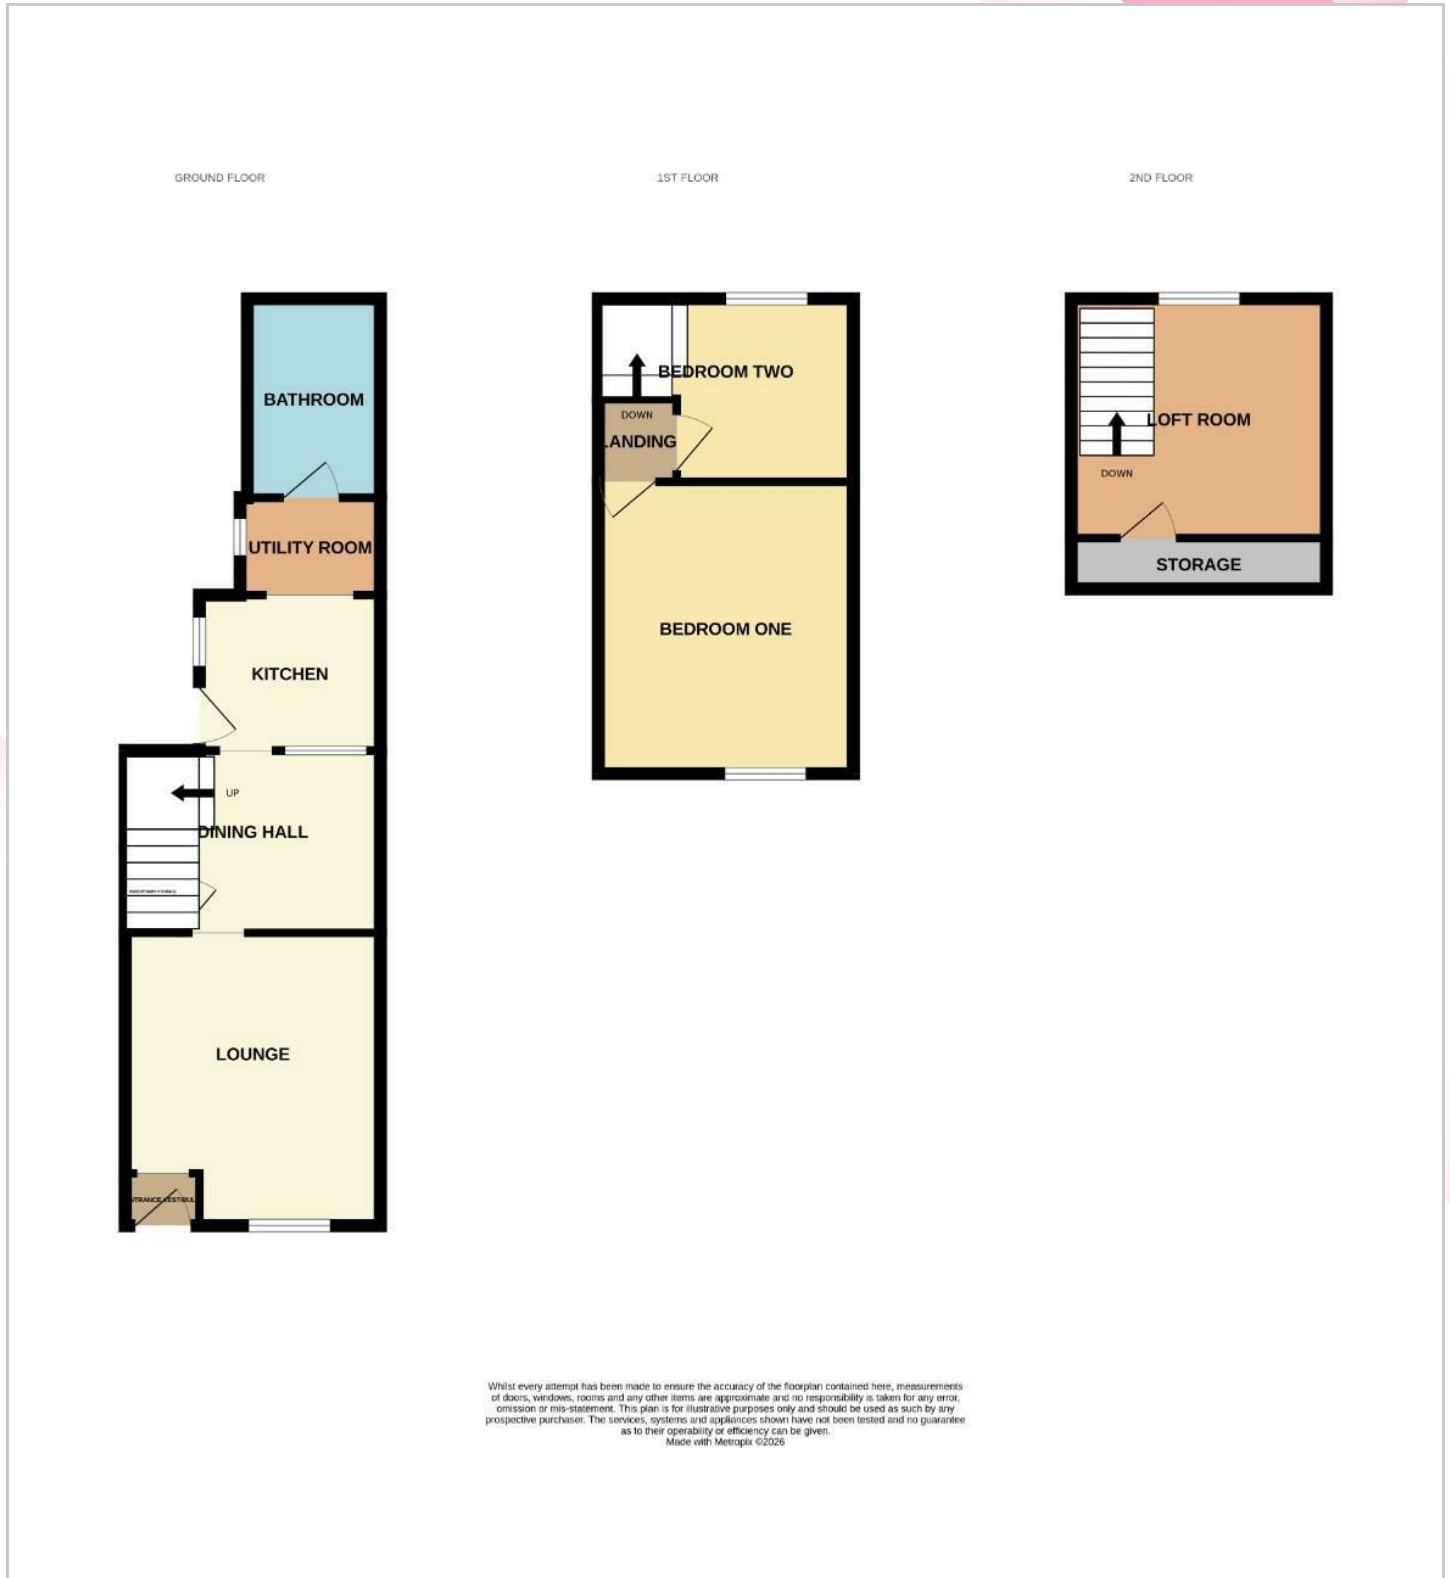 GROUND FLOOR
1ST FLOOR
2ND FLOOR
BATHROOM
UTILITY ROOM
KITCHEN
UP
DINING HALL
LOUNGE
BEDROOM TWO
DOWN
LANDING
BEDROOM ONE
LOFT ROOM
DOWN
STORAGE
Whilst every attempt has been made to ensure the accuracy of the floorplan contained here, measurements
of doors, windows, rooms and any other items are approximate and no responsibility is taken for any error,
omission or mis-statement. This plan is for illustrative purposes only and should be used as such by any
prospective purchaser. The services, systems and appliances shown have not been tested and no guarantee
as to their operability or efficiency can be given.
Made with Metropix ©2026